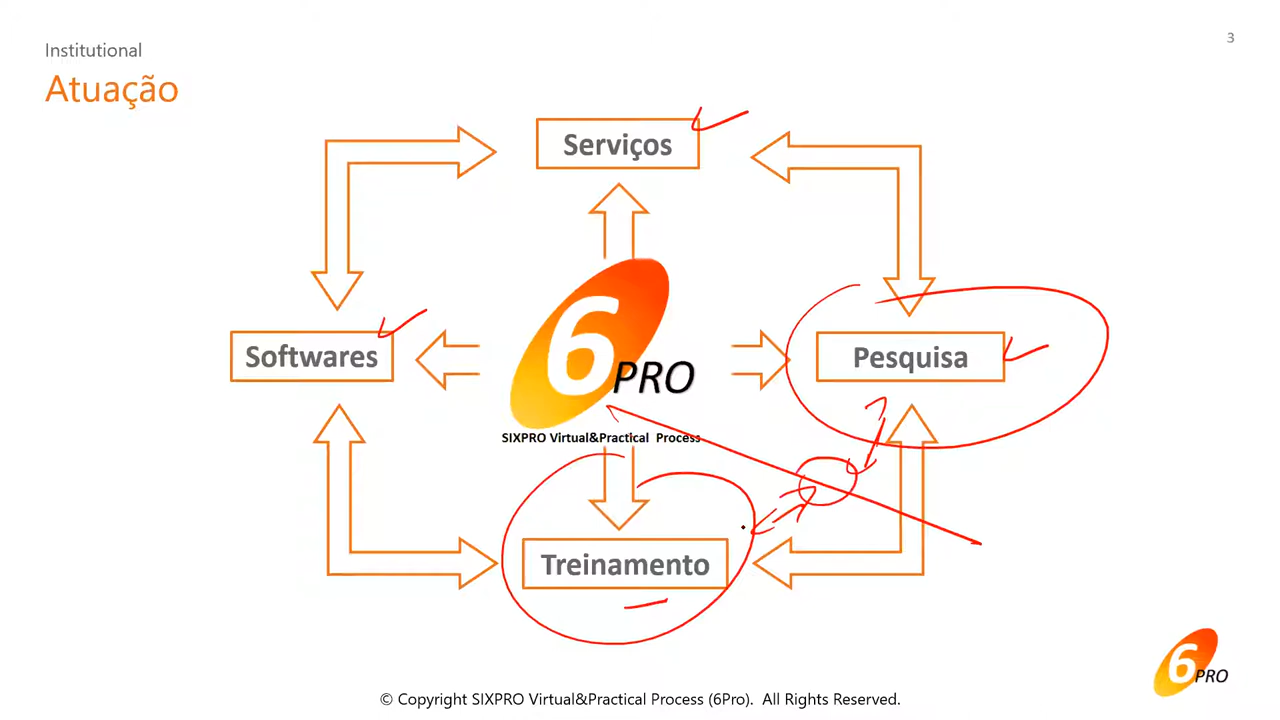 Institutional
3
Atuação
Serviços
Softwares
6PRO
Pesquisa
SIXPRO Virtual&Practical Process
Treinamento
6PRO
© Copyright SIXPRO Virtual&Practical Process (6Pro). All Rights Reserved.